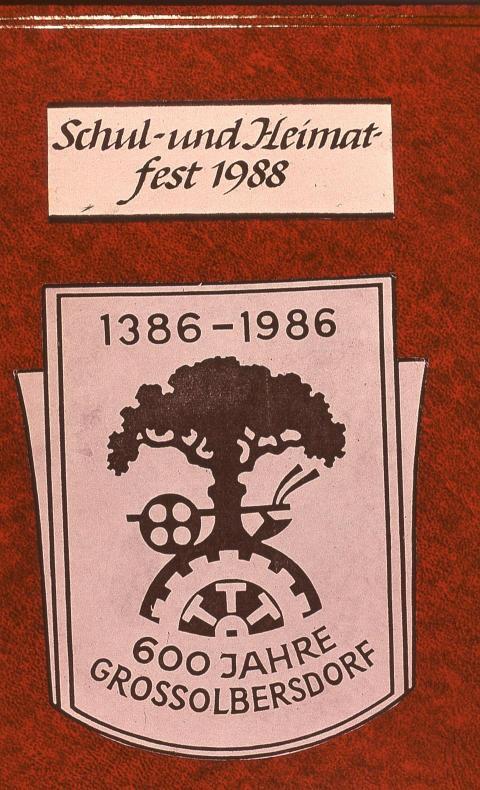 Schul- und Heimat-
fest 1988
1386-1986
600 JAHRE
GROSSOLBERSDORF